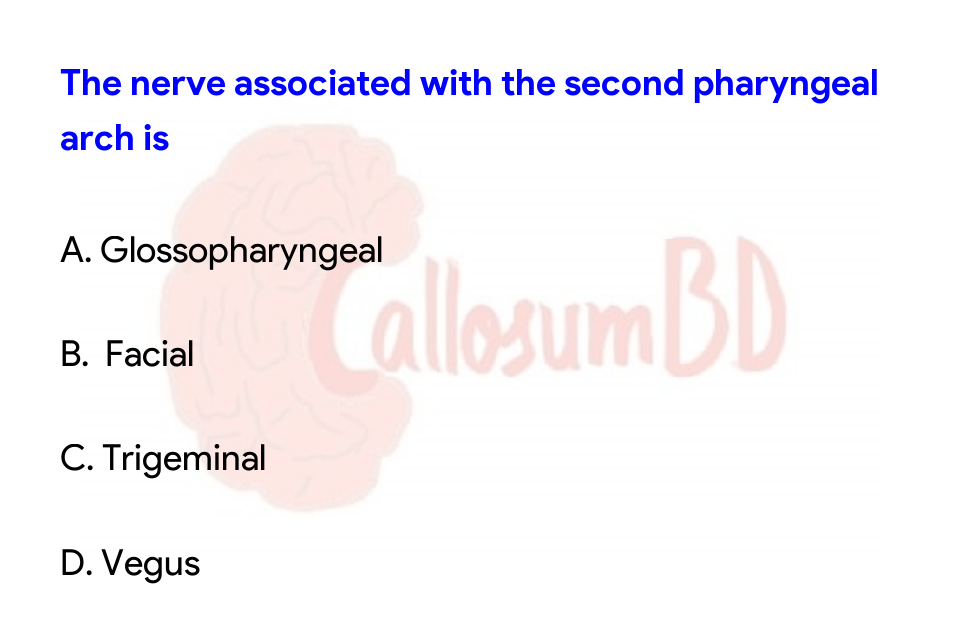 The nerve associated with the second pharyngeal
arch is
A. Glossopharyngeal
CallosumBD
B. Facial
C. Trigeminal
D. Vegus